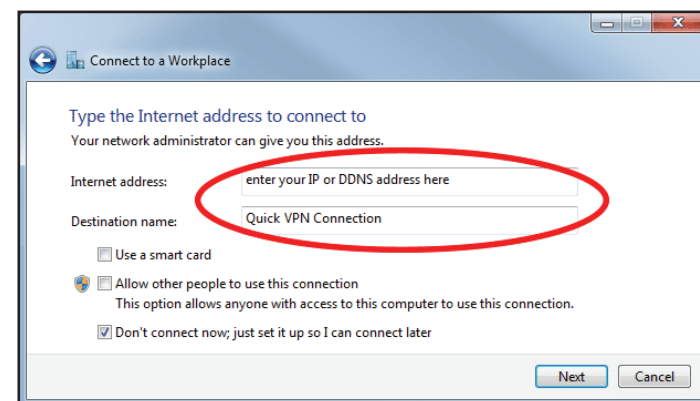 Connect to a Workplace
Type the Internet address to connect to
Your network administrator can give you this address.
Internet address: enter your IP or DDNS address here
Destination name: Quick VPN Connection
Use a smart card
Allow other people to use this connection
This option allows anyone with access to this computer to use this connection.
Don't connect now; just set it up so I can connect later
Next Cancel